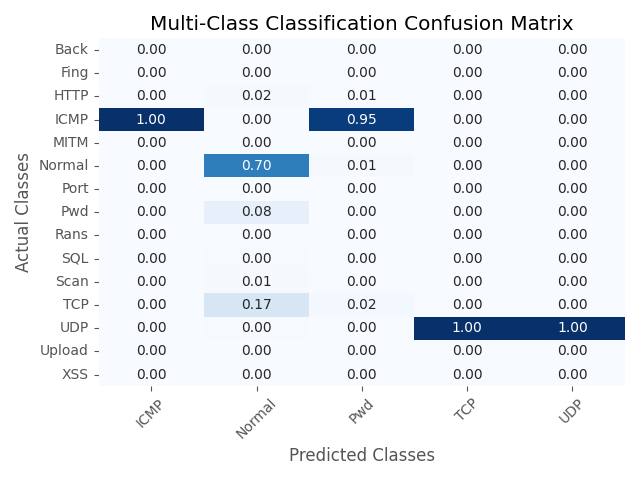 Multi-Class Classification Confusion Matrix
Actual Classes
Back 0.00 0.00 0.00 0.00 0.00
Fing 0.00 0.00 0.00 0.00 0.00
HTTP 0.00 0.02 0.01 0.00 0.00
ICMP 1.00 0.00 0.95 0.00 0.00
MITM 0.00 0.00 0.00 0.00 0.00
Normal 0.00 0.70 0.01 0.00 0.00
Port 0.00 0.00 0.00 0.00 0.00
Pwd 0.00 0.08 0.00 0.00 0.00
Rans 0.00 0.00 0.00 0.00 0.00
SQL 0.00 0.00 0.00 0.00 0.00
Scan 0.00 0.01 0.00 0.00 0.00
TCP 0.00 0.17 0.02 0.00 0.00
UDP 0.00 0.00 0.00 1.00 1.00
Upload 0.00 0.00 0.00 0.00 0.00
XSS 0.00 0.00 0.00 0.00 0.00
ICMP Normal Pwd TCP UDP
Predicted Classes